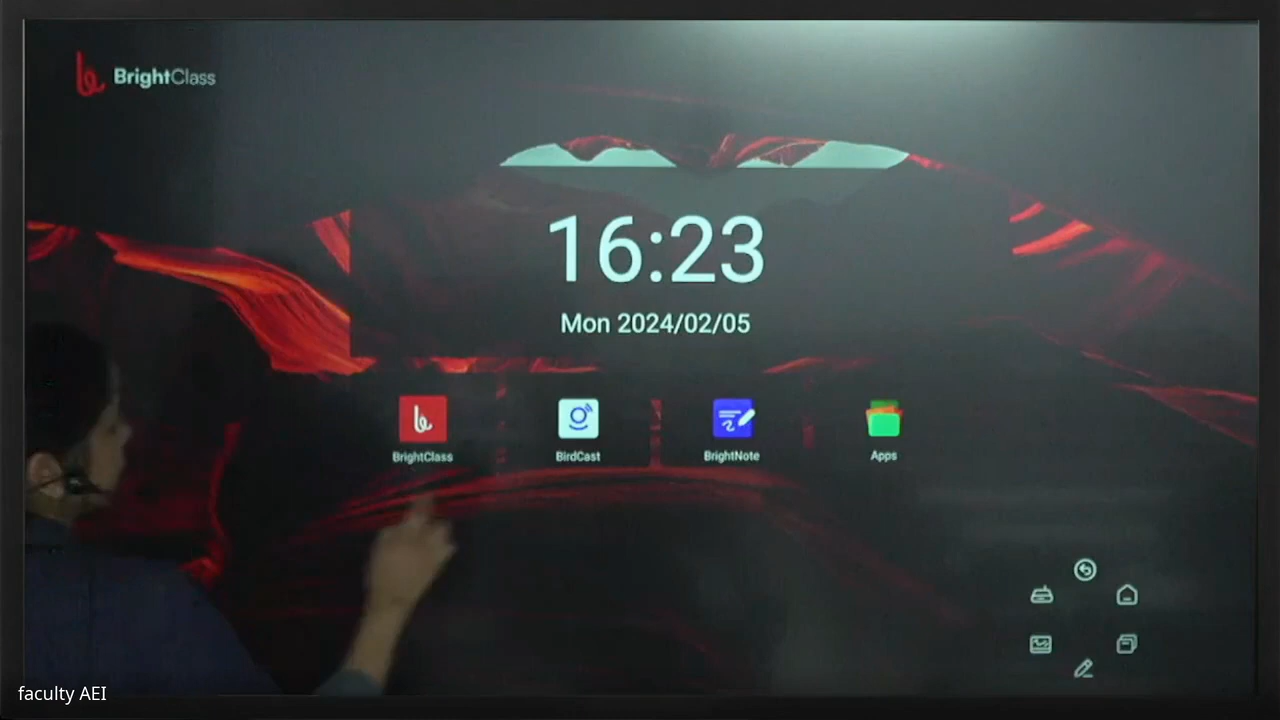 BrightClass
16:23
Mon 2024/02/05
BrightClass
BirdCast
BrightNote
Apps
faculty AEI